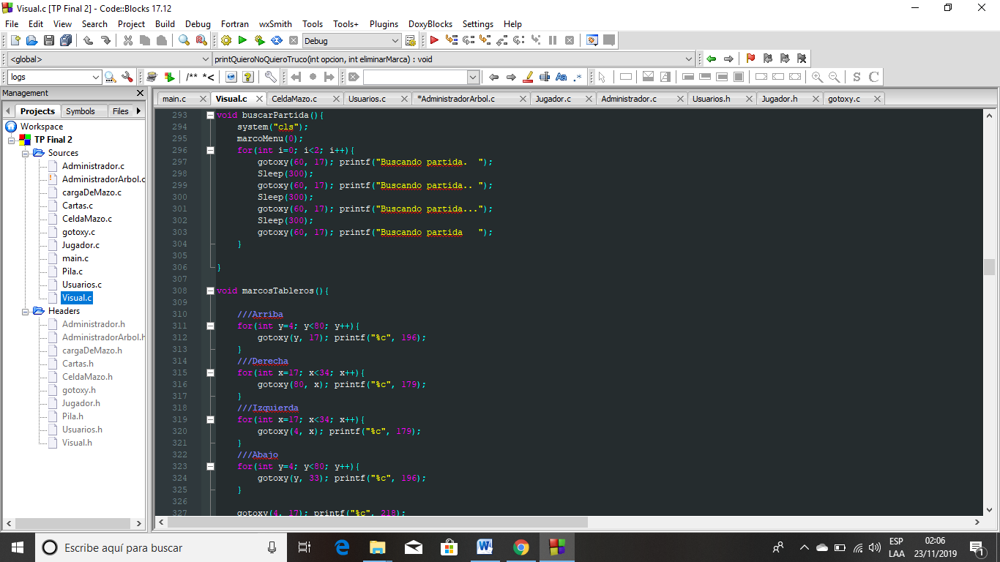 Visual.c [TP Final 2] - Code::Blocks 17.12
File Edit View Search Project Build Debug Fortran wxSmith Tools Tools+ Plugins DoxyBlocks Settings Help
Debug
<global> printQuieroNoQuieroTruco(int opcion, int eliminarMarca) : void
logs /** *< Aa .* S C
Management
Projects Symbols Files
main.c Visual.c CeldaMazo.c Usuarios.c *AdministradorArbol.c Jugador.c Administrador.c Usuarios.h Jugador.h gotoxy.c
Workspace
TP Final 2
Sources
Administrador.c
AdministradorArbol.c
cargaDeMazo.c
Cartas.c
CeldaMazo.c
gotoxy.c
Jugador.c
main.c
Pila.c
Usuarios.c
Visual.c
Headers
Administrador.h
AdministradorArbol.h
cargaDeMazo.h
Cartas.h
CeldaMazo.h
gotoxy.h
Jugador.h
Pila.h
Usuarios.h
Visual.h
293 void buscarPartida(){
294 system("cls");
295 marcoMenu(0);
296 for(int i=0; i<2; i++){
297 gotoxy(60, 17); printf("Buscando partida.  ");
298 Sleep(300);
299 gotoxy(60, 17); printf("Buscando partida.. ");
300 Sleep(300);
301 gotoxy(60, 17); printf("Buscando partida...");
302 Sleep(300);
303 gotoxy(60, 17); printf("Buscando partida   ");
304 }
305
306 }
307
308 void marcosTableros(){
309
310 ///Arriba
311 for(int y=4; y<80; y++){
312 gotoxy(y, 17); printf("%c", 196);
313 }
314 ///Derecha
315 for(int x=17; x<34; x++){
316 gotoxy(80, x); printf("%c", 179);
317 }
318 ///Izquierda
319 for(int x=17; x<34; x++){
320 gotoxy(4, x); printf("%c", 179);
321 }
322 ///Abajo
323 for(int y=4; y<80; y++){
324 gotoxy(y, 33); printf("%c", 196);
325 }
326
327 gotoxy(4, 17); printf("%c", 218);
Escribe aquí para buscar
ESP
LAA
02:06
23/11/2019
1